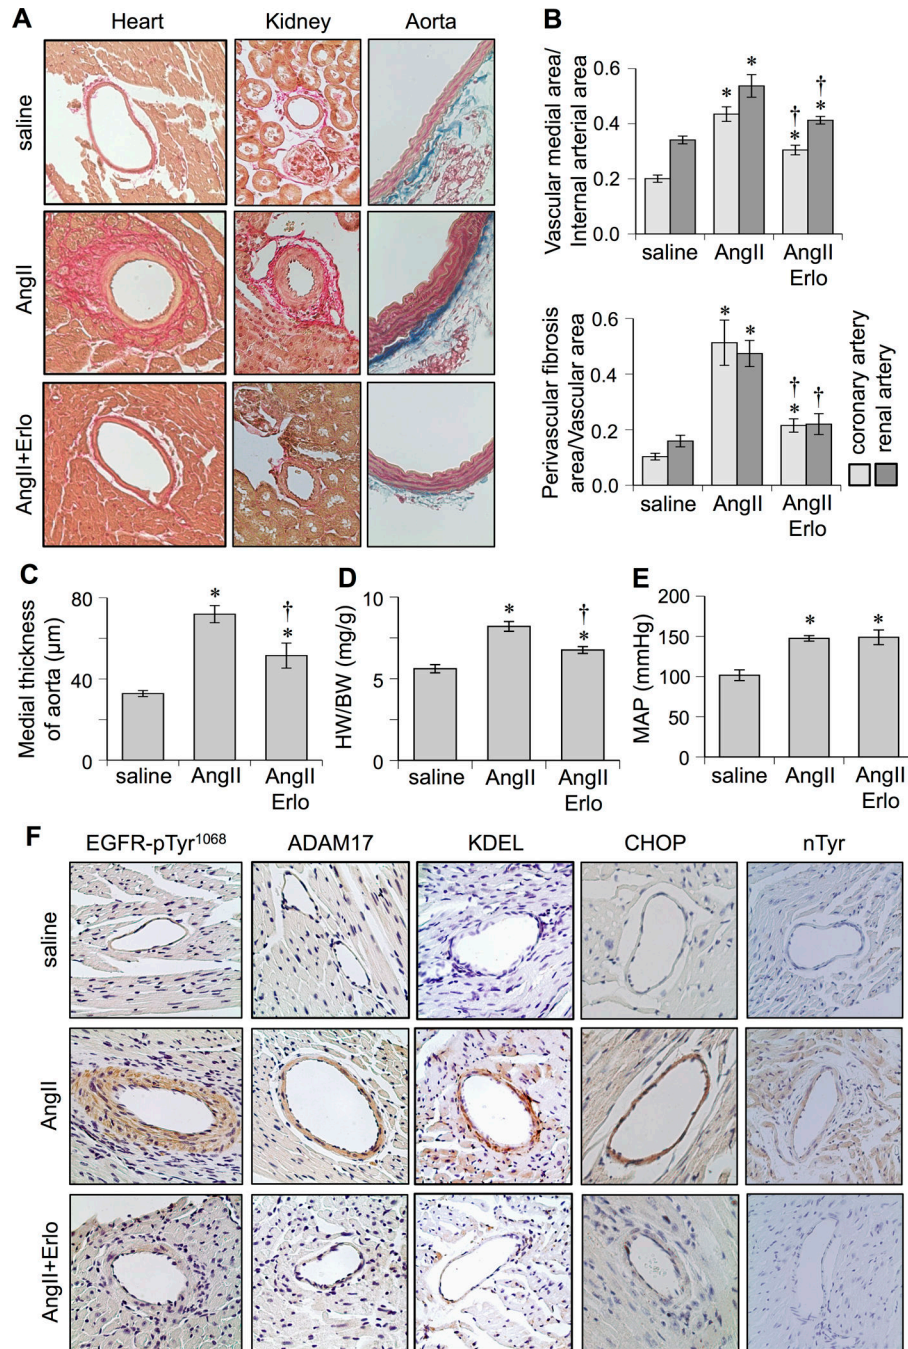 A
Heart Kidney Aorta
saline
AngII
AngII+Erlo
B
Vascular medial area/
Internal arterial area
0.6
0.4
0.2
0.0
* * † * † *
saline AngII AngII
Erlo
Perivascular fibrosis
area/Vascular area
0.6
0.4
0.2
0.0
* * † * †
saline AngII AngII
Erlo
coronary artery
renal artery
C
Medial thickness
of aorta (µm)
80
40
0
* † *
saline AngII AngII
Erlo
D
HW/BW (mg/g)
10
5
0
* † *
saline AngII AngII
Erlo
E
MAP (mmHg)
200
150
100
50
0
* *
saline AngII AngII
Erlo
F
EGFR-pTyr¹⁰⁶⁸ ADAM17 KDEL CHOP nTyr
saline
AngII
AngII+Erlo